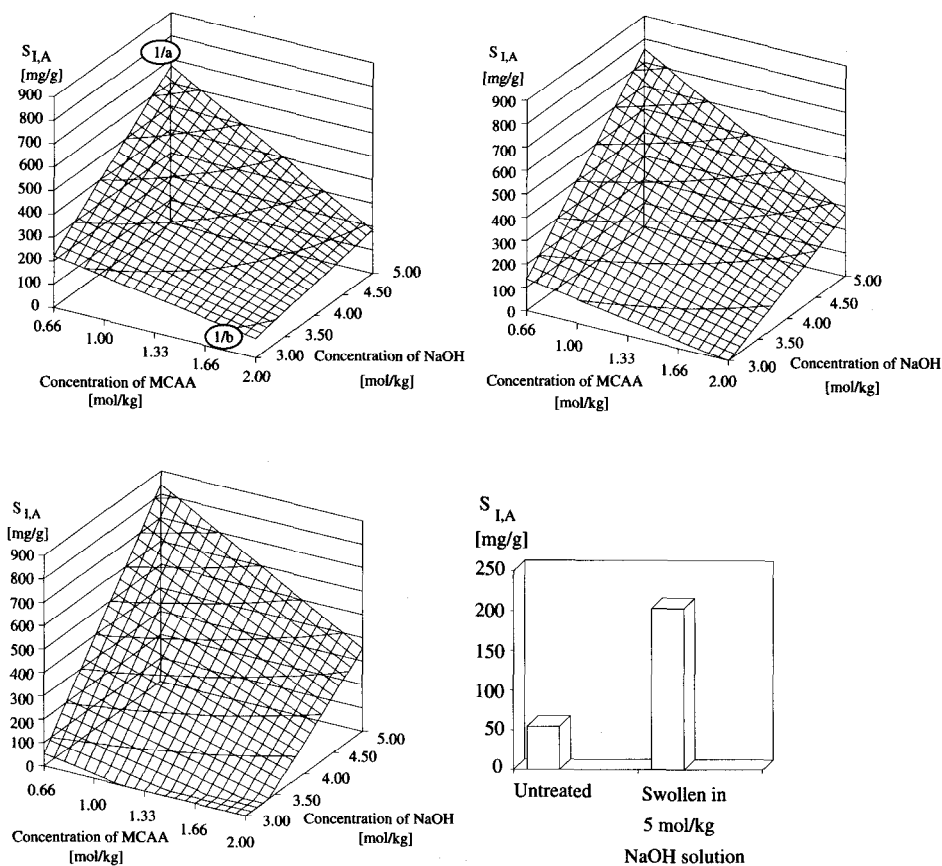 S I,A
[mg/g]
900
800
700
600
500
400
300
200
100
0
1/a
1/b
0.66
1.00
1.33
1.66
2.00
3.00
3.50
4.00
4.50
5.00
Concentration of MCAA
[mol/kg]
Concentration of NaOH
[mol/kg]
S I,A
[mg/g]
900
800
700
600
500
400
300
200
100
0
0.66
1.00
1.33
1.66
2.00
3.00
3.50
4.00
4.50
5.00
Concentration of MCAA
[mol/kg]
Concentration of NaOH
[mol/kg]
S I,A
[mg/g]
900
800
700
600
500
400
300
200
100
0
0.66
1.00
1.33
1.66
2.00
3.00
3.50
4.00
4.50
5.00
Concentration of MCAA
[mol/kg]
Concentration of NaOH
[mol/kg]
S I,A
[mg/g]
250
200
150
100
50
0
Untreated
Swollen in
5 mol/kg
NaOH solution